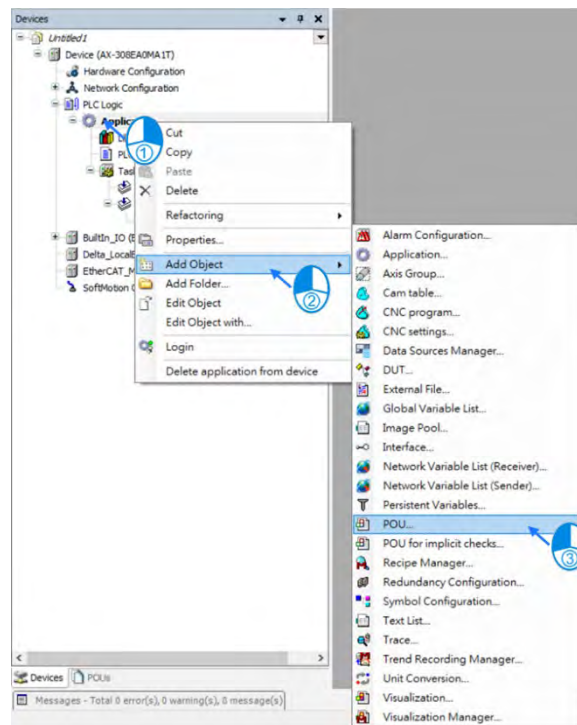 Devices
Untitled1
Device (AX-308EA0MA1T)
Hardware Configuration
Network Configuration
PLC Logic
①
Cut
Copy
Paste
Delete
Refactoring
Properties...
Add Object
②
Add Folder...
Edit Object
Edit Object with...
Login
Delete application from device
Alarm Configuration...
Application...
Axis Group...
Cam table...
CNC program...
CNC settings...
Data Sources Manager...
DUT...
External File...
Global Variable List...
Image Pool...
Interface...
Network Variable List (Receiver)...
Network Variable List (Sender)...
Persistent Variables...
POU...
③
POU for implicit checks...
Recipe Manager...
Redundancy Configuration...
Symbol Configuration...
Text List...
Trace...
Trend Recording Manager...
Unit Conversion...
Visualization...
Visualization Manager...
Devices POUs
Messages - Total 0 error(s), 0 warning(s), 0 message(s)